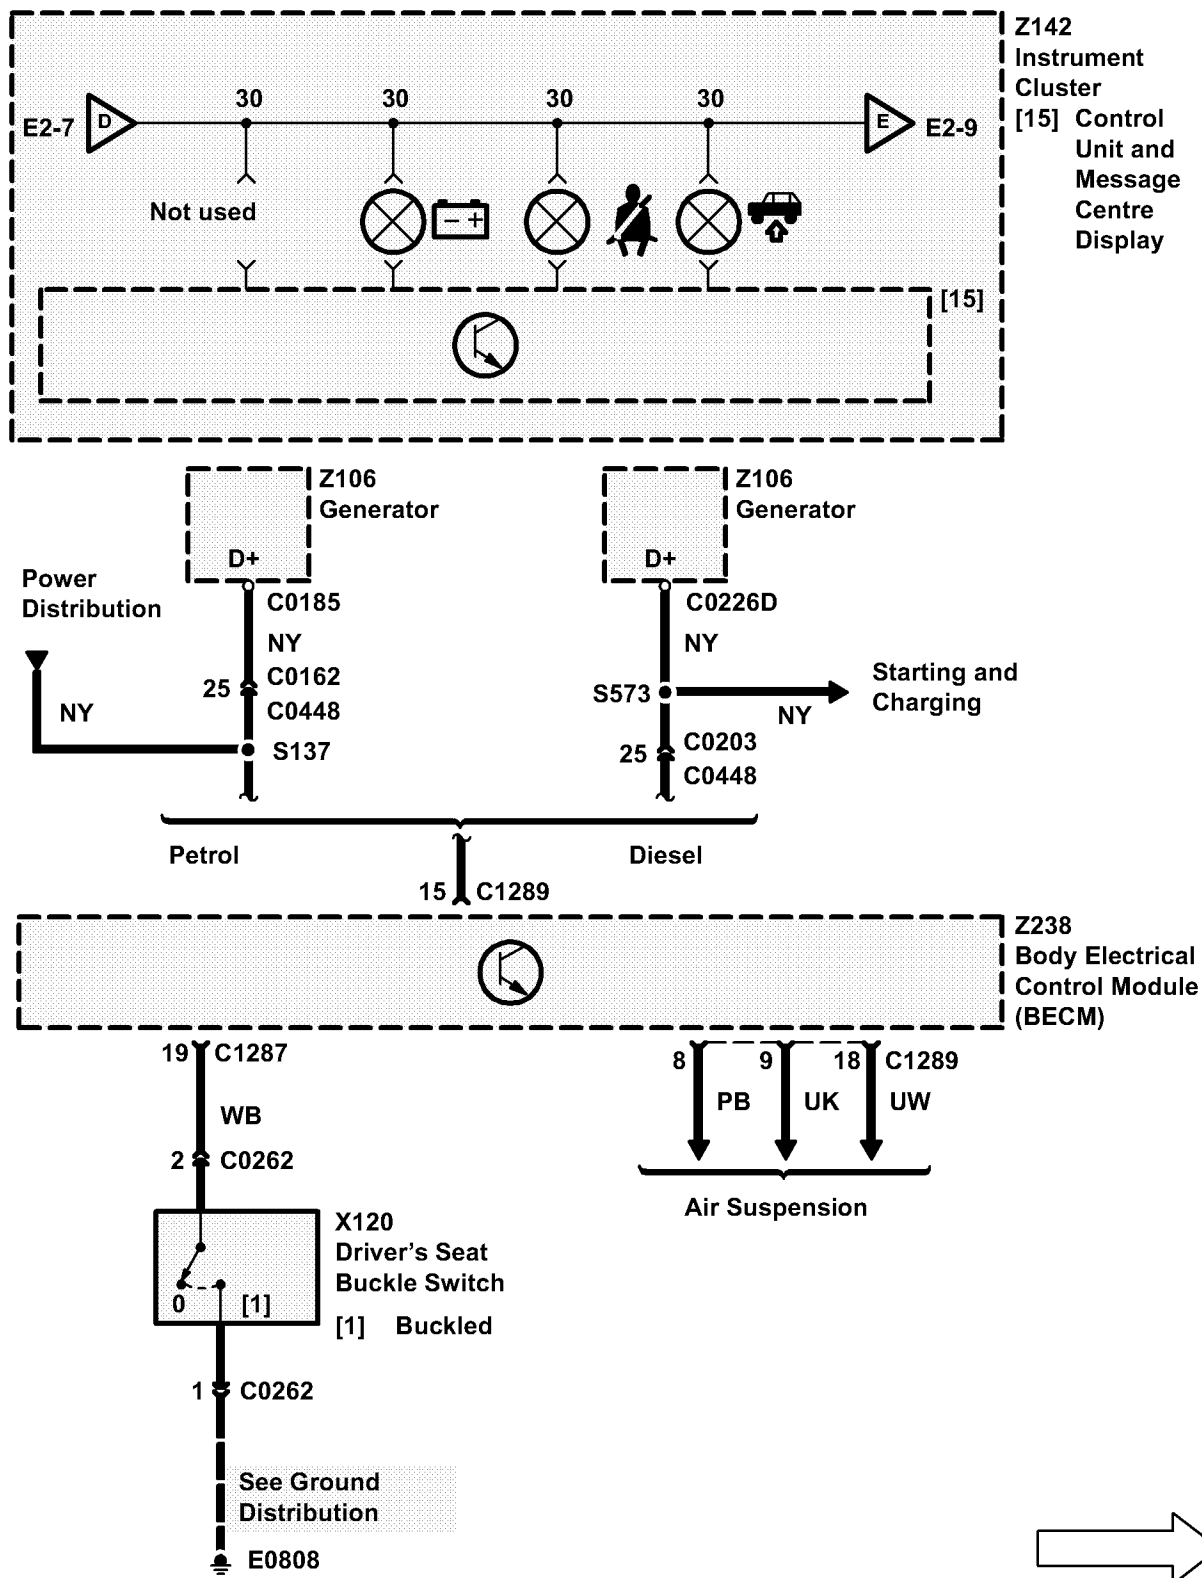 Z142
Instrument
Cluster
[15] Control
Unit and
Message
Centre
Display
30 30 30 30
E2-7 D E E2-9
Not used
- +
[15]
Z106
Generator
D+
Z106
Generator
D+
Power
Distribution
C0185
NY
25 C0162
C0448
NY
S137
C0226D
NY
S573
NY
Starting and
Charging
25 C0203
C0448
Petrol
Diesel
15 C1289
Z238
Body Electrical
Control Module
(BECM)
19 C1287
WB
2 C0262
8 9 18 C1289
PB UK UW
Air Suspension
X120
Driver’s Seat
Buckle Switch
[1] Buckled
0 [1]
1 C0262
See Ground
Distribution
E0808